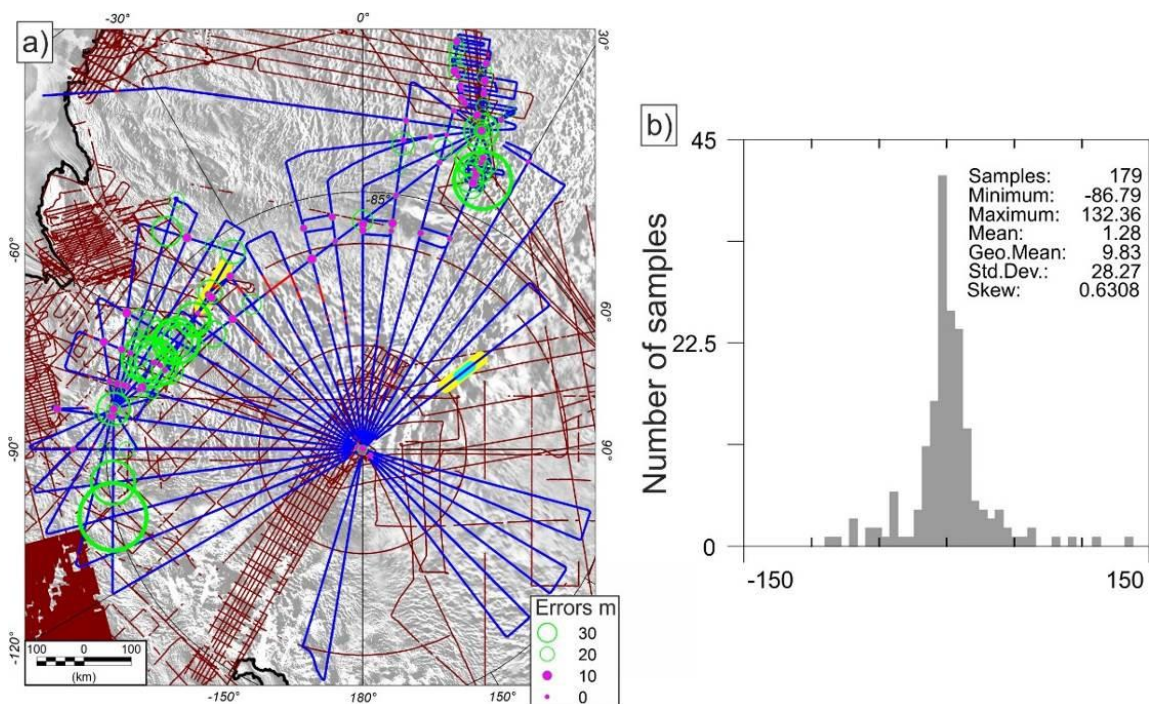 a)
-30°
0°
30°
-85°
-60°
60°
-90°
90°
-120°
-150°
180°
150°
100 0 100
(km)
Errors m
30
20
10
0
b)
45
22.5
0
-150
150
Number of samples
Samples: 179
Minimum: -86.79
Maximum: 132.36
Mean: 1.28
Geo.Mean: 9.83
Std.Dev.: 28.27
Skew: 0.6308